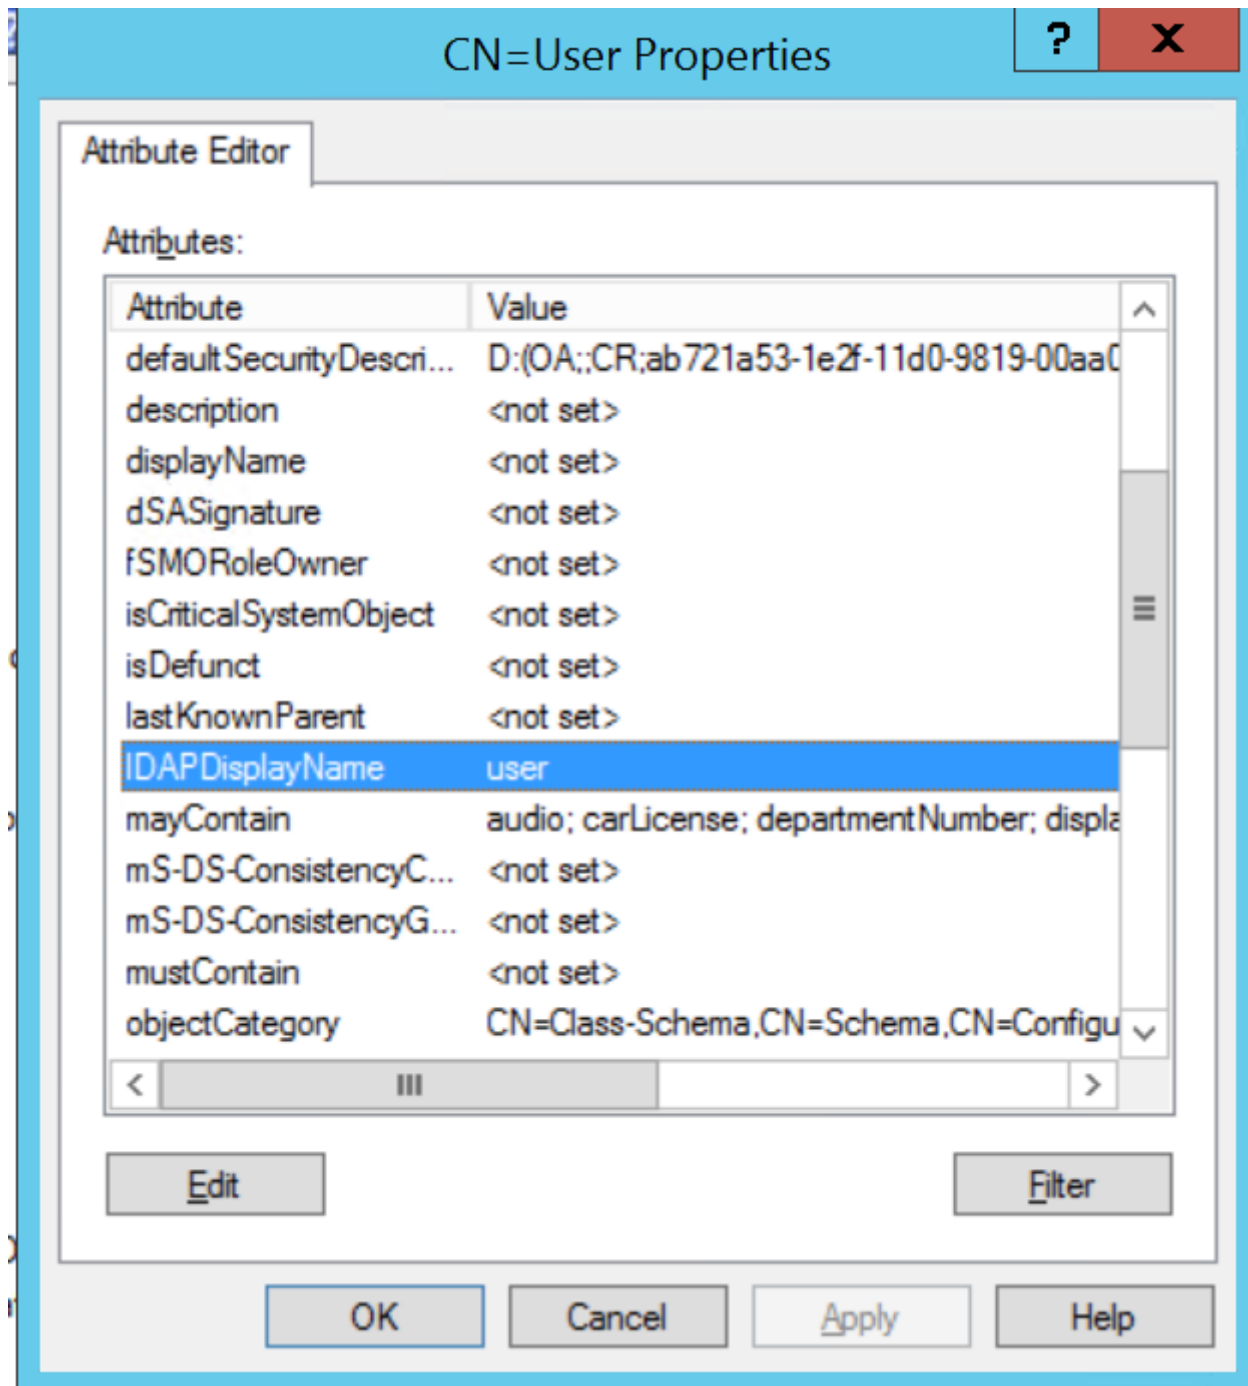 CN=User Properties
?
X
Attribute Editor
Attributes:
Attribute Value
defaultSecurityDescri... D:(OA;;CR;ab721a53-1e2f-11d0-9819-00aa0
description <not set>
displayName <not set>
dSASignature <not set>
fSMORoleOwner <not set>
isCriticalSystemObject <not set>
isDefunct <not set>
lastKnownParent <not set>
lDAPDisplayName user
mayContain audio; carLicense; departmentNumber; displa
mS-DS-ConsistencyC... <not set>
mS-DS-ConsistencyG... <not set>
mustContain <not set>
objectCategory CN=Class-Schema,CN=Schema,CN=Configu
Edit Filter
OK Cancel Apply Help